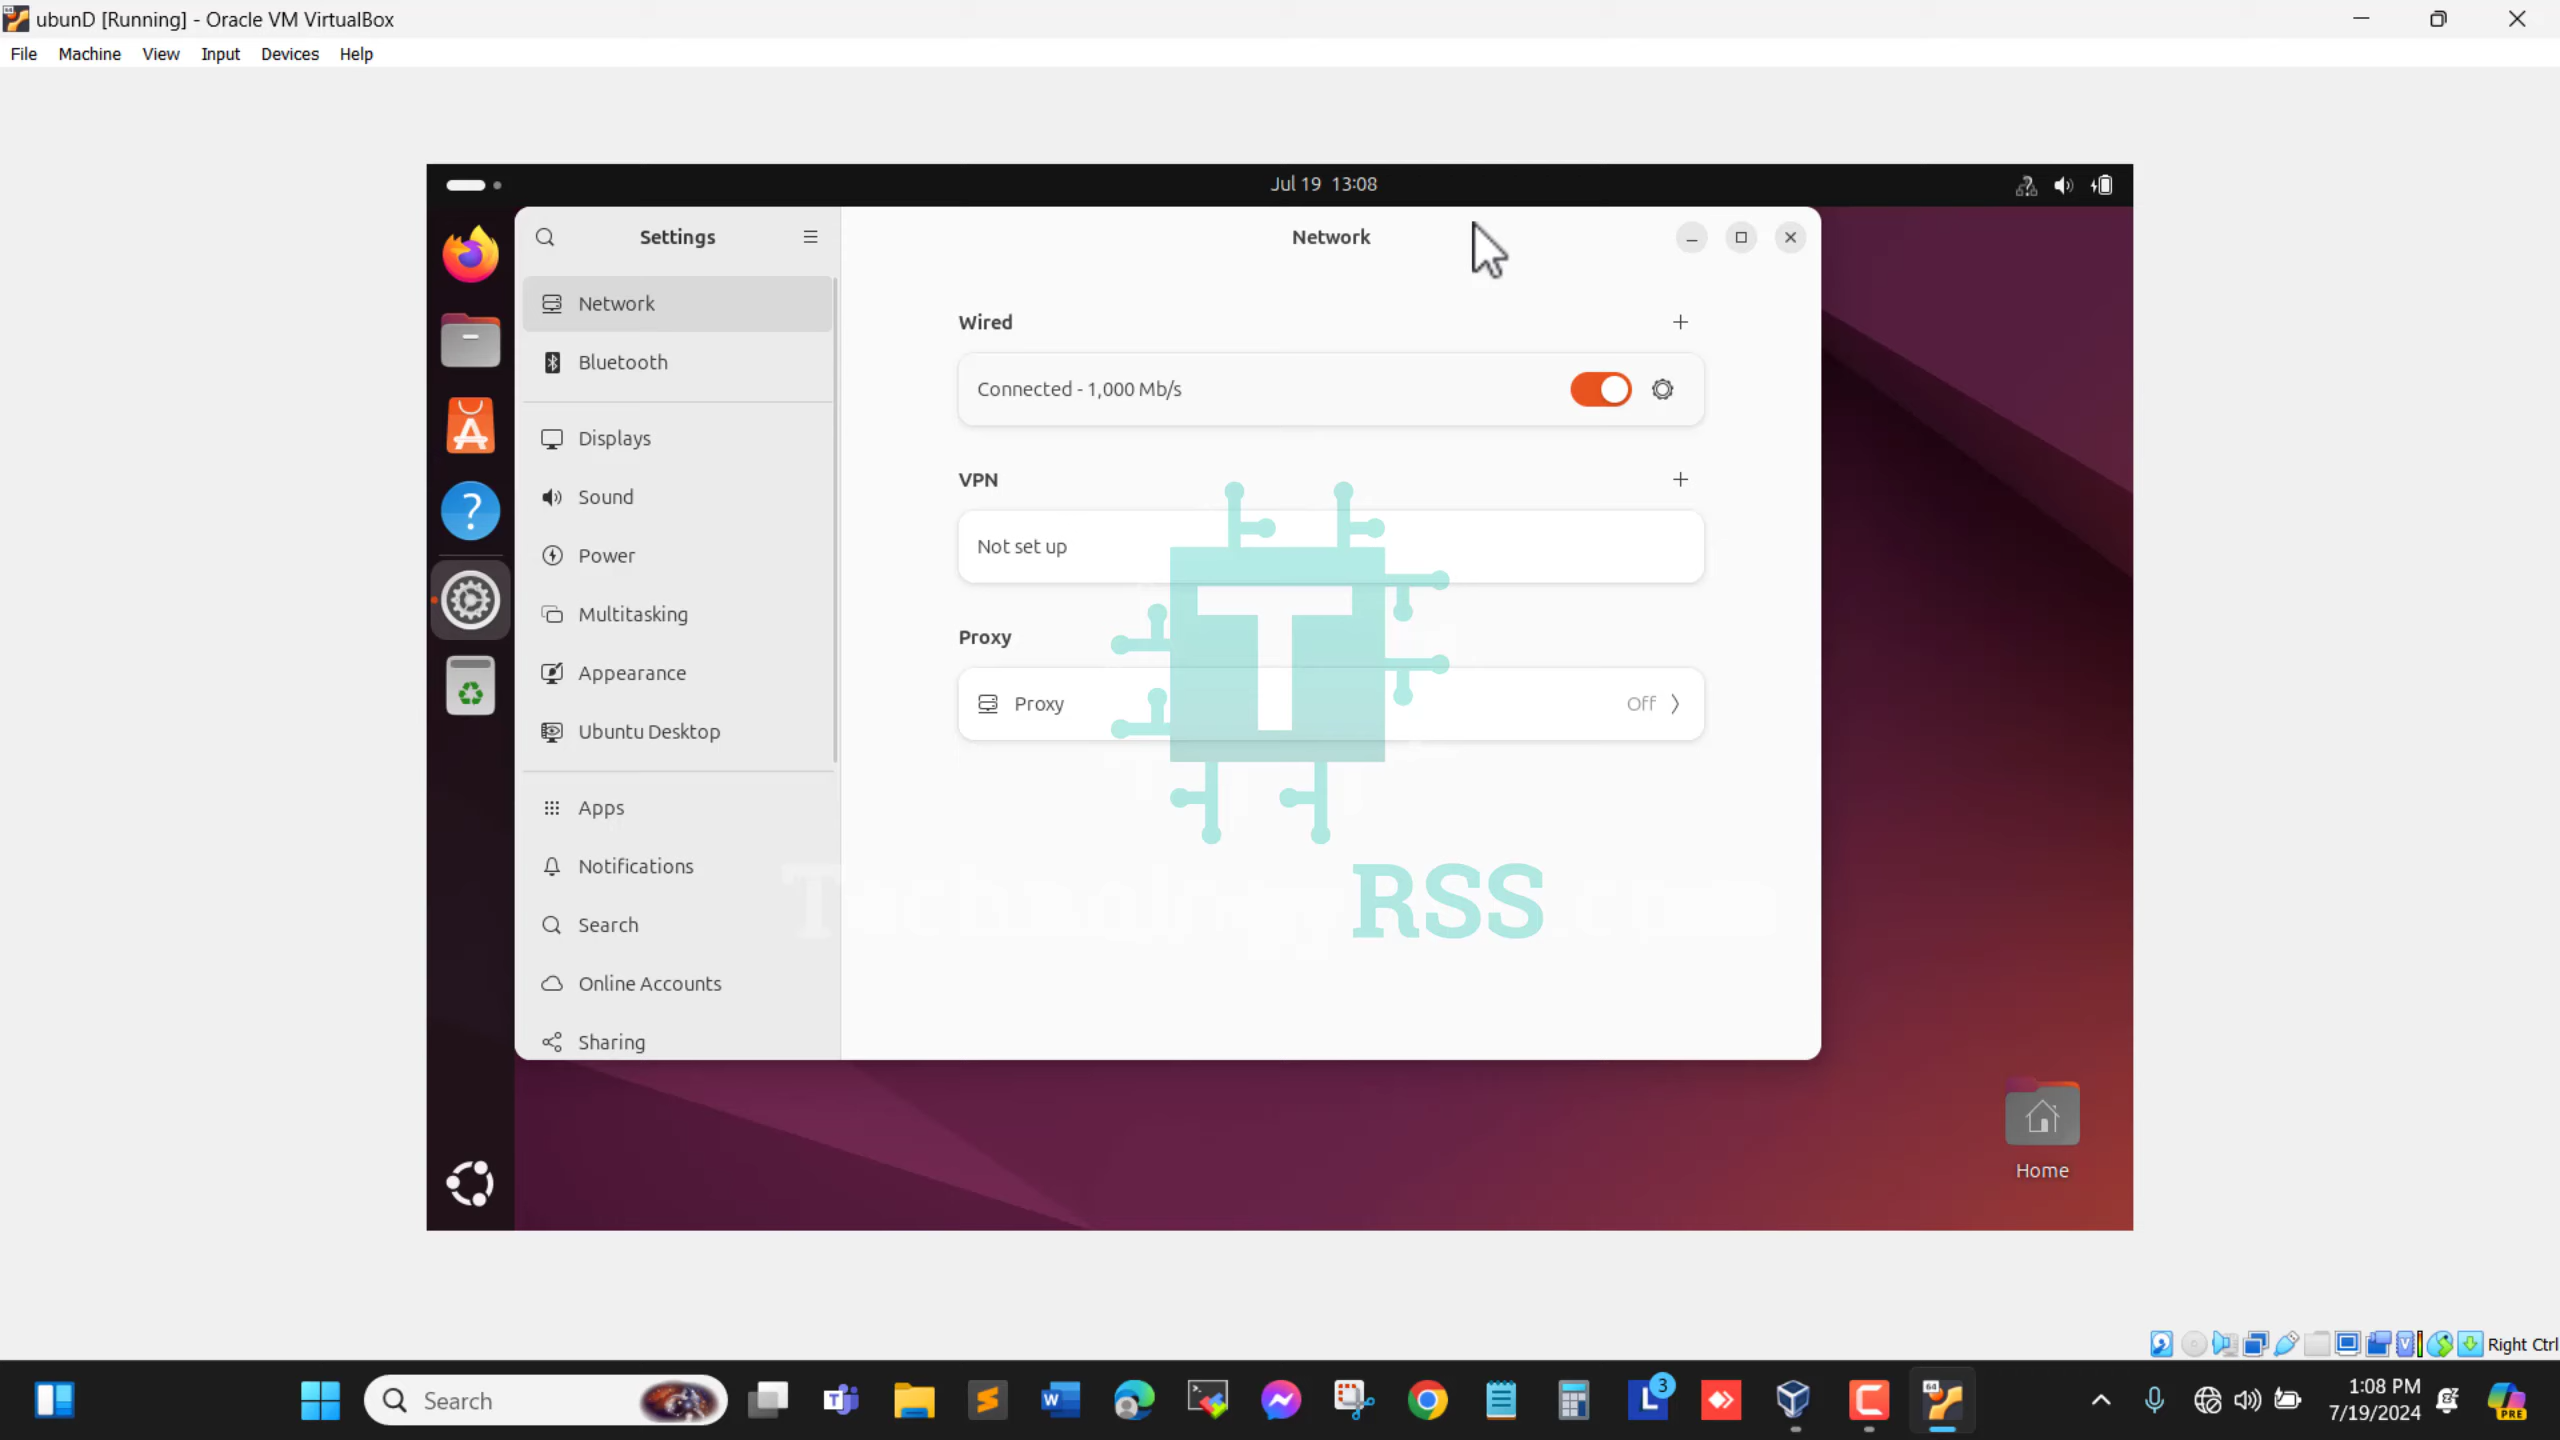 ubunD [Running] - Oracle VM VirtualBox
File Machine View Input Devices Help
Jul 19 13:08
Settings
Network
Network
Bluetooth
Displays
Sound
Power
Multitasking
Appearance
Ubuntu Desktop
Apps
Notifications
Search
Online Accounts
Sharing
Wired
Connected - 1,000 Mb/s
VPN
Not set up
Proxy
Proxy
Off
T
RSS
Home
Right Ctrl
Search
3
1:08 PM
7/19/2024
PRE